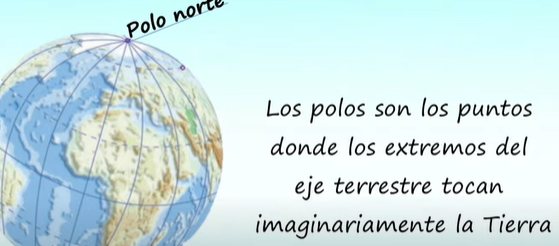 Polo norte
Los polos son los puntos
donde los extremos del
eje terrestre tocan
imaginariamente la Tierra